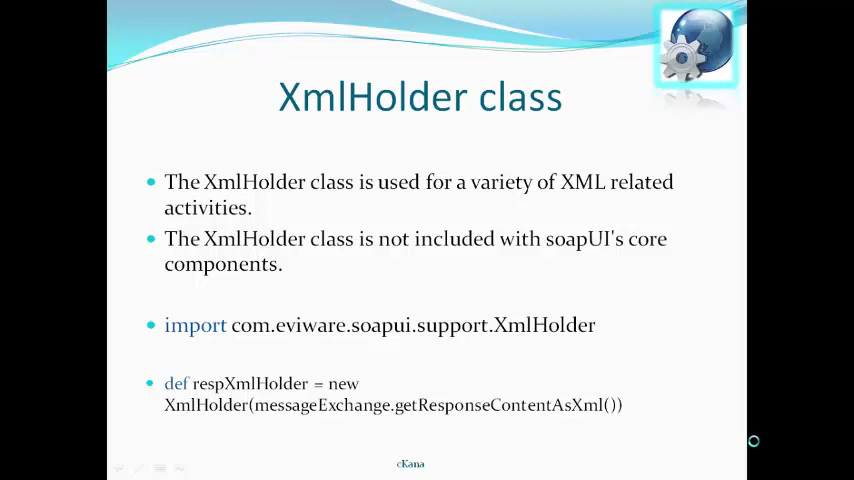 XmlHolder class
The XmlHolder class is used for a variety of XML related
activities.
The XmlHolder class is not included with soapUI's core
components.
import com.eviware.soapui.support.XmlHolder
def respXmlHolder = new
XmlHolder(messageExchange.getResponseContentAsXml())
cKana